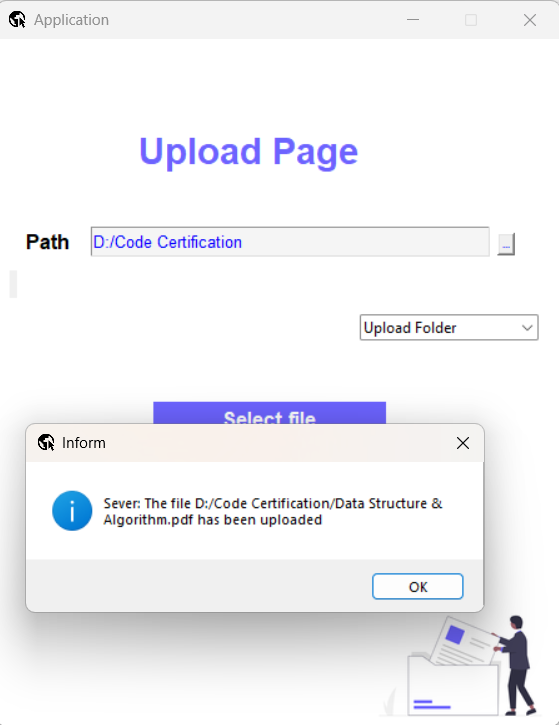 Application
Upload Page
Path
D:/Code Certification
...
Upload Folder
Select file
Inform
Sever: The file D:/Code Certification/Data Structure &
Algorithm.pdf has been uploaded
OK